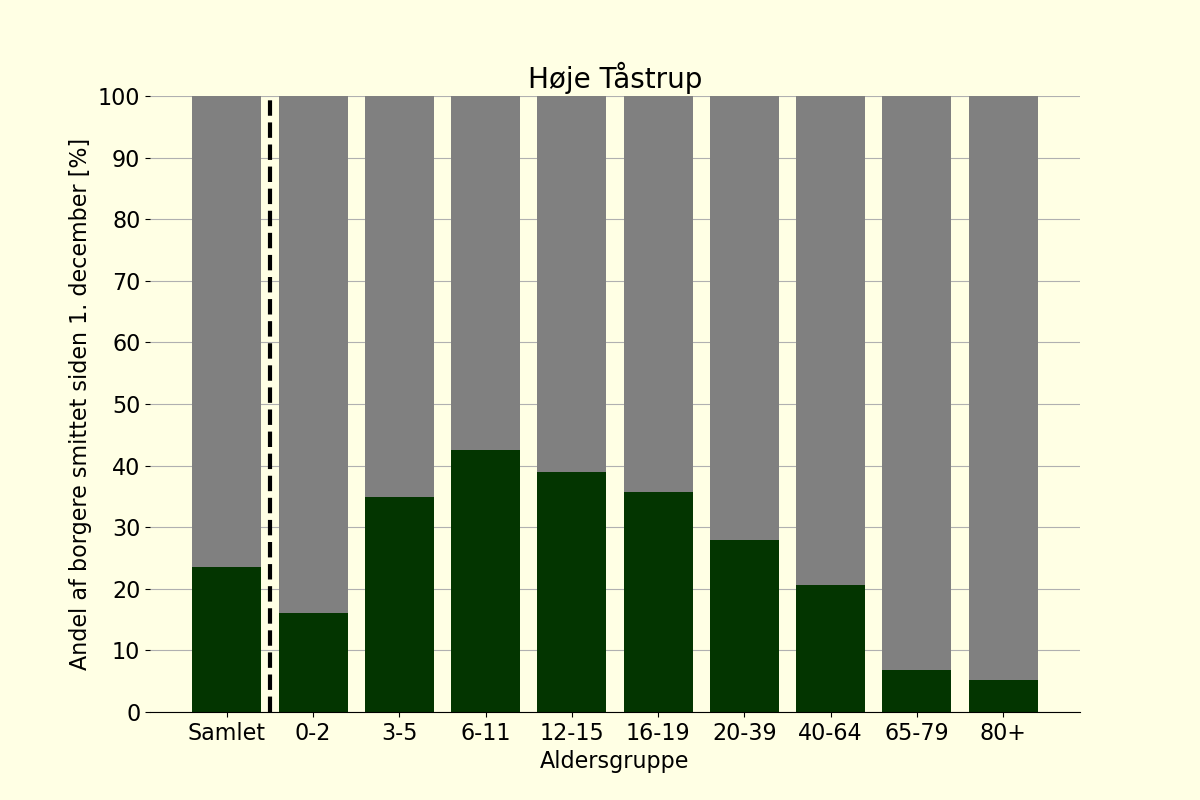 Høje Tåstrup
Andel af borgere smittet siden 1. december [%]
100
90
80
70
60
50
40
30
20
10
0
Samlet 0-2 3-5 6-11 12-15 16-19 20-39 40-64 65-79 80+
Aldersgruppe